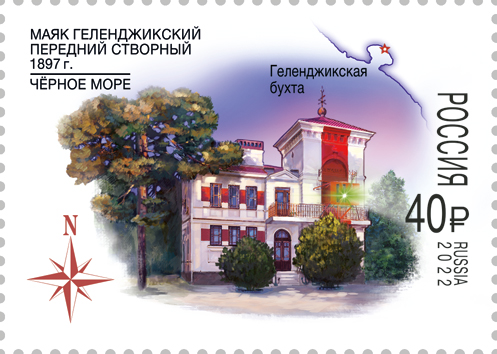 МАЯК ГЕЛЕНДЖИКСКИЙ
ПЕРЕДНИЙ СТВОРНЫЙ
1897 г.
ЧЁРНОЕ МОРЕ
Геленджикская
бухта
РОССИЯ
RUSSIA
2022
40₽
N